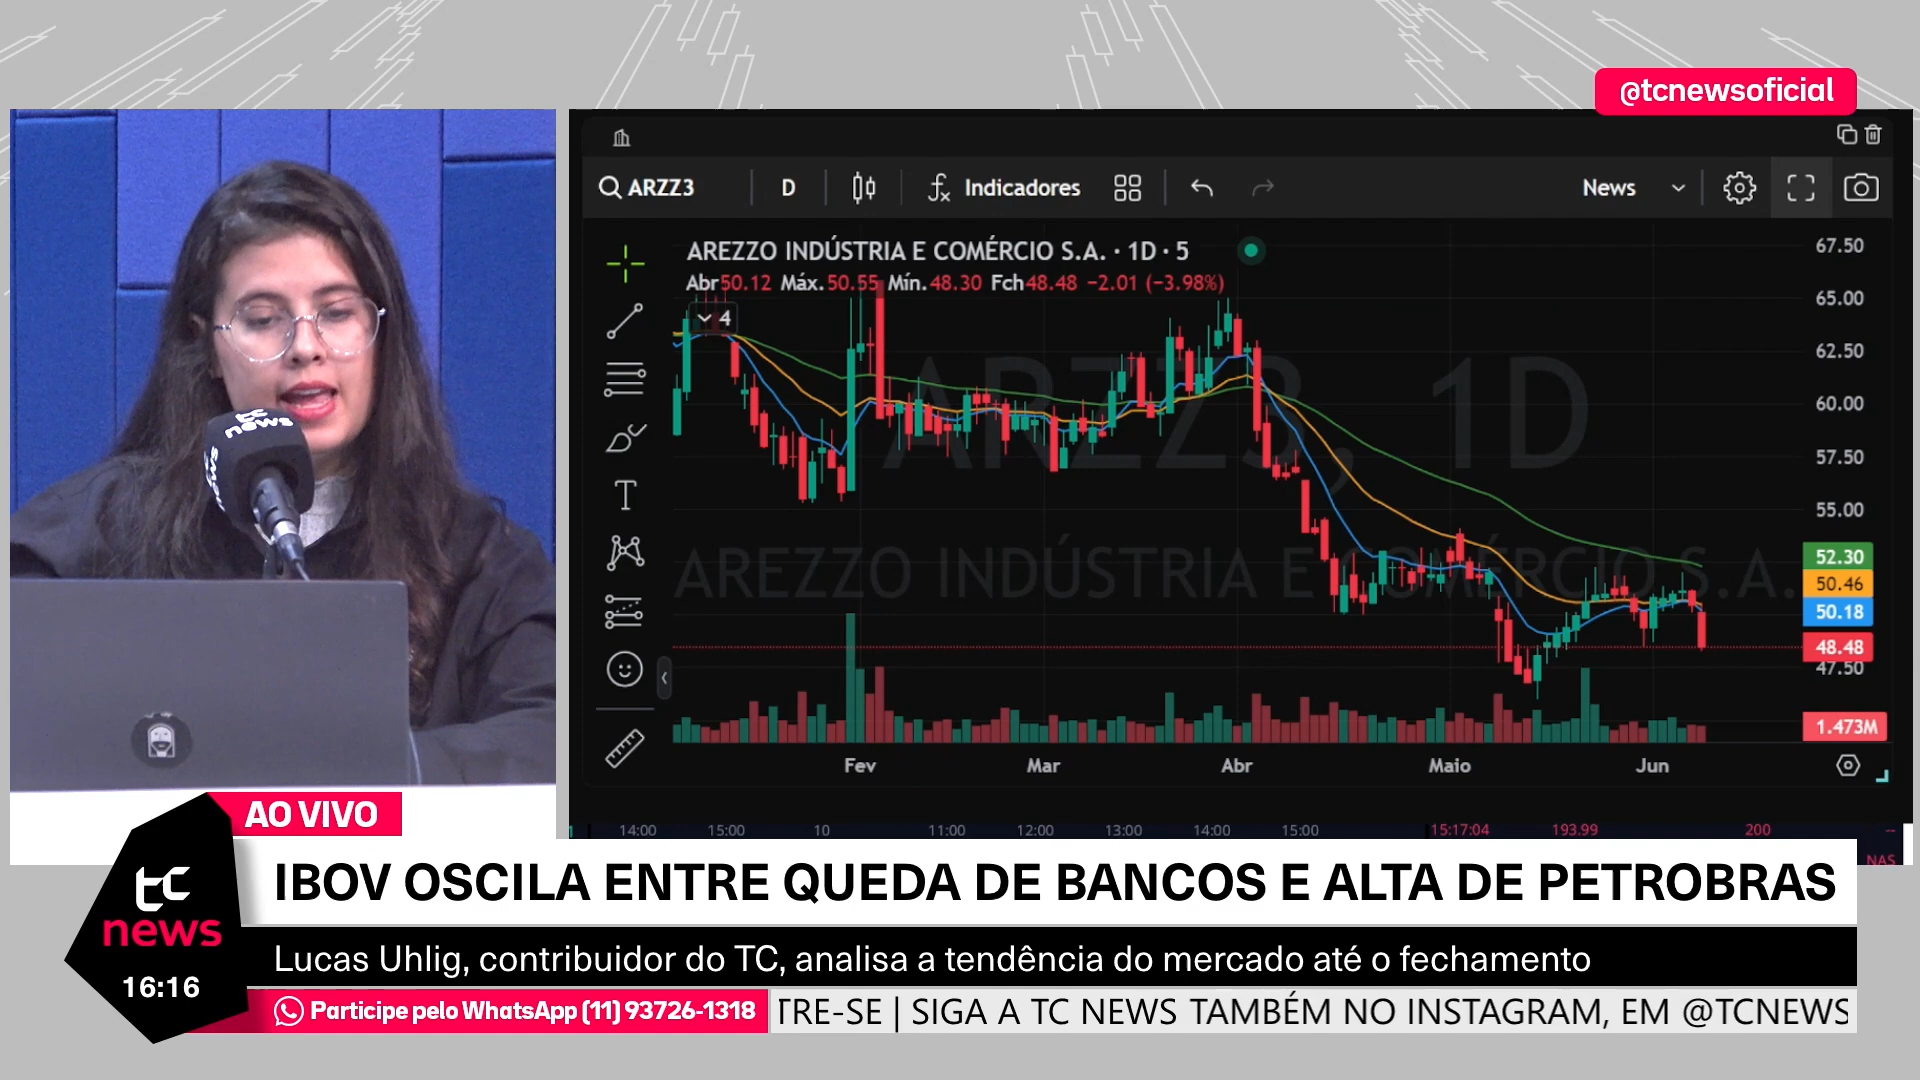 @tcnewsoficial
ARZZ3
D
Indicadores
News
AREZZO INDÚSTRIA E COMÉRCIO S.A. · 1D · 5
Abr50.12 Máx.50.55 Mín.48.30 Fch48.48 −2.01 (−3.98%)
4
ARZZ3, 1D
AREZZO INDÚSTRIA E COMÉRCIO S.A.
67.50
65.00
62.50
60.00
57.50
55.00
52.30
50.46
50.18
48.48
47.50
1.473M
Fev
Mar
Abr
Maio
Jun
14:00
15:00
10
11:00
12:00
13:00
14:00
15:00
15:17:04
193.99
200
--
NAS
tc
news
news
AO VIVO
tc
news
16:16
IBOV OSCILA ENTRE QUEDA DE BANCOS E ALTA DE PETROBRAS
Lucas Uhlig, contribuidor do TC, analisa a tendência do mercado até o fechamento
Participe pelo WhatsApp (11) 93726-1318
TRE-SE | SIGA A TC NEWS TAMBÉM NO INSTAGRAM, EM @TCNEWS